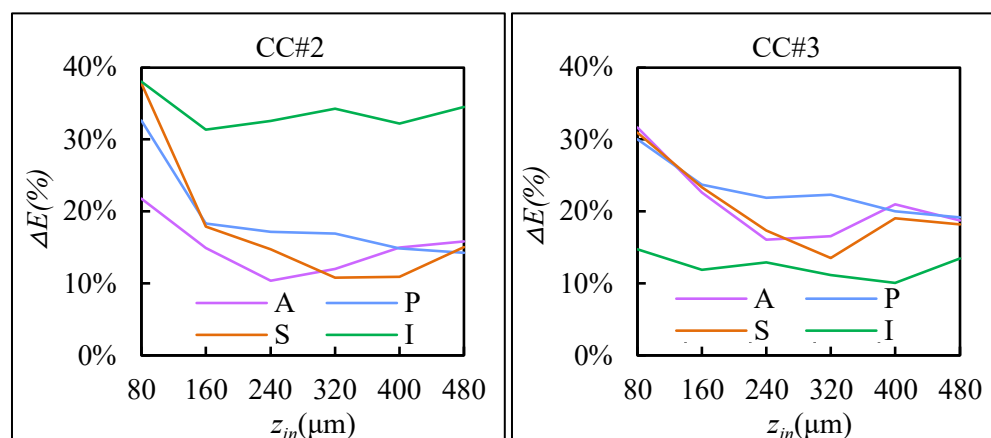 CC#2
40%
30%
20%
10%
0%
ΔE(%)
A
P
S
I
80 160 240 320 400 480
z_in(μm)
CC#3
40%
30%
20%
10%
0%
ΔE(%)
A
P
S
I
80 160 240 320 400 480
z_in(μm)